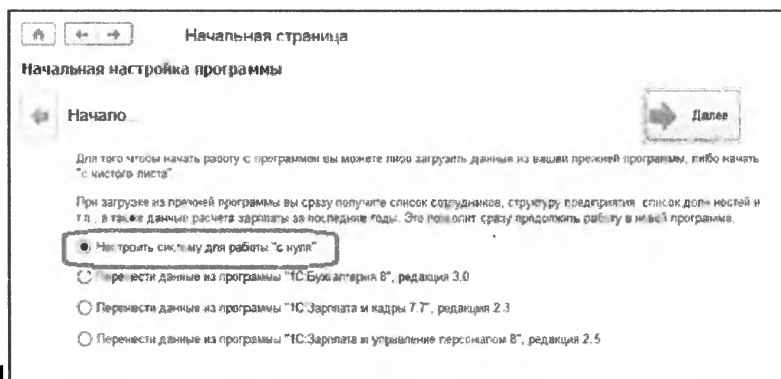 Начальная страница
Начальная настройка программы
Начало
Далее
Для того чтобы начать работу с программой вы можете либо загрузить данные из вашей прежней программы, либо начать
"с чистого листа".
При загрузке из прежней программы вы сразу получите список сотрудников, структуру предприятия, список должностей и
т.п., а также данные расчета зарплаты за последние годы. Это позволит сразу продолжить работу в новой программе.
Настроить систему для работы "с нуля"
Перенести данные из программы "1С:Бухгалтерия 8", редакция 3.0
Перенести данные из программы "1С:Зарплата и кадры 7.7", редакция 2.3
Перенести данные из программы "1С:Зарплата и управление персоналом 8", редакция 2.5